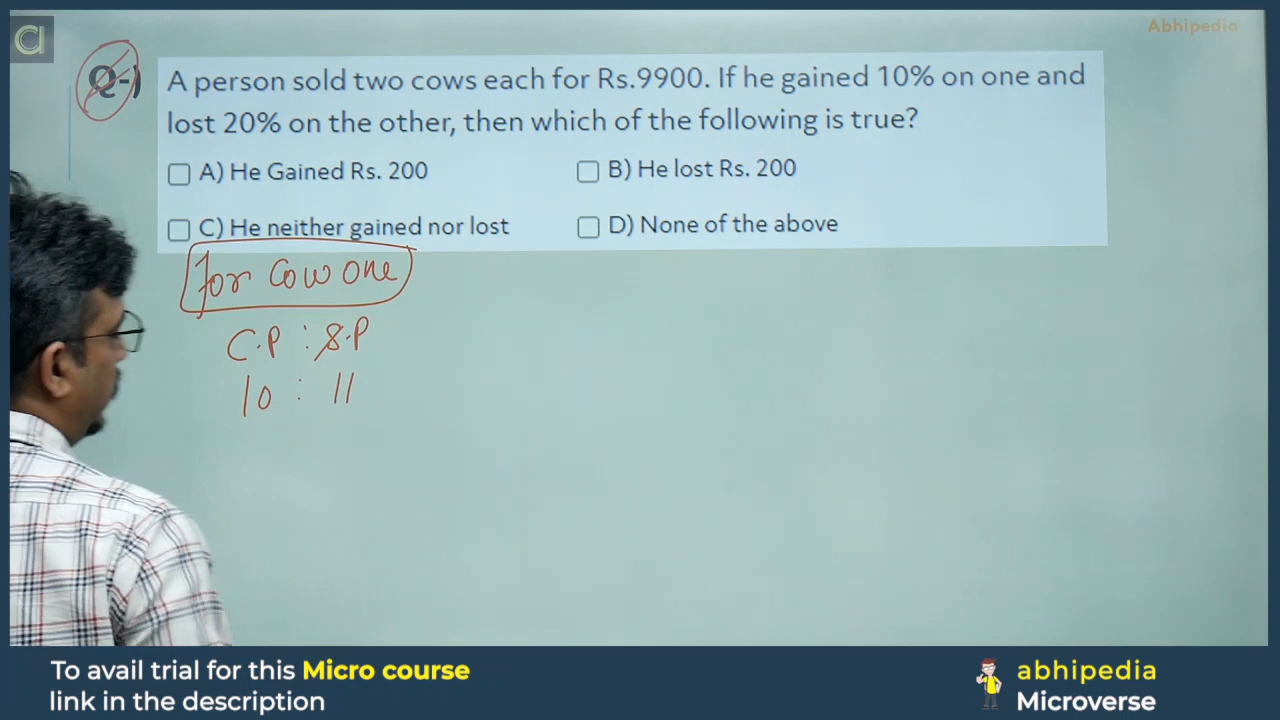 Abhipedia
Q-1
A person sold two cows each for Rs.9900. If he gained 10% on one and
lost 20% on the other, then which of the following is true?
A) He Gained Rs. 200
B) He lost Rs. 200
C) He neither gained nor lost
D) None of the above
For Cow one
C.P : S.P
10 : 11
To avail trial for this Micro course
link in the description
abhipedia
Microverse